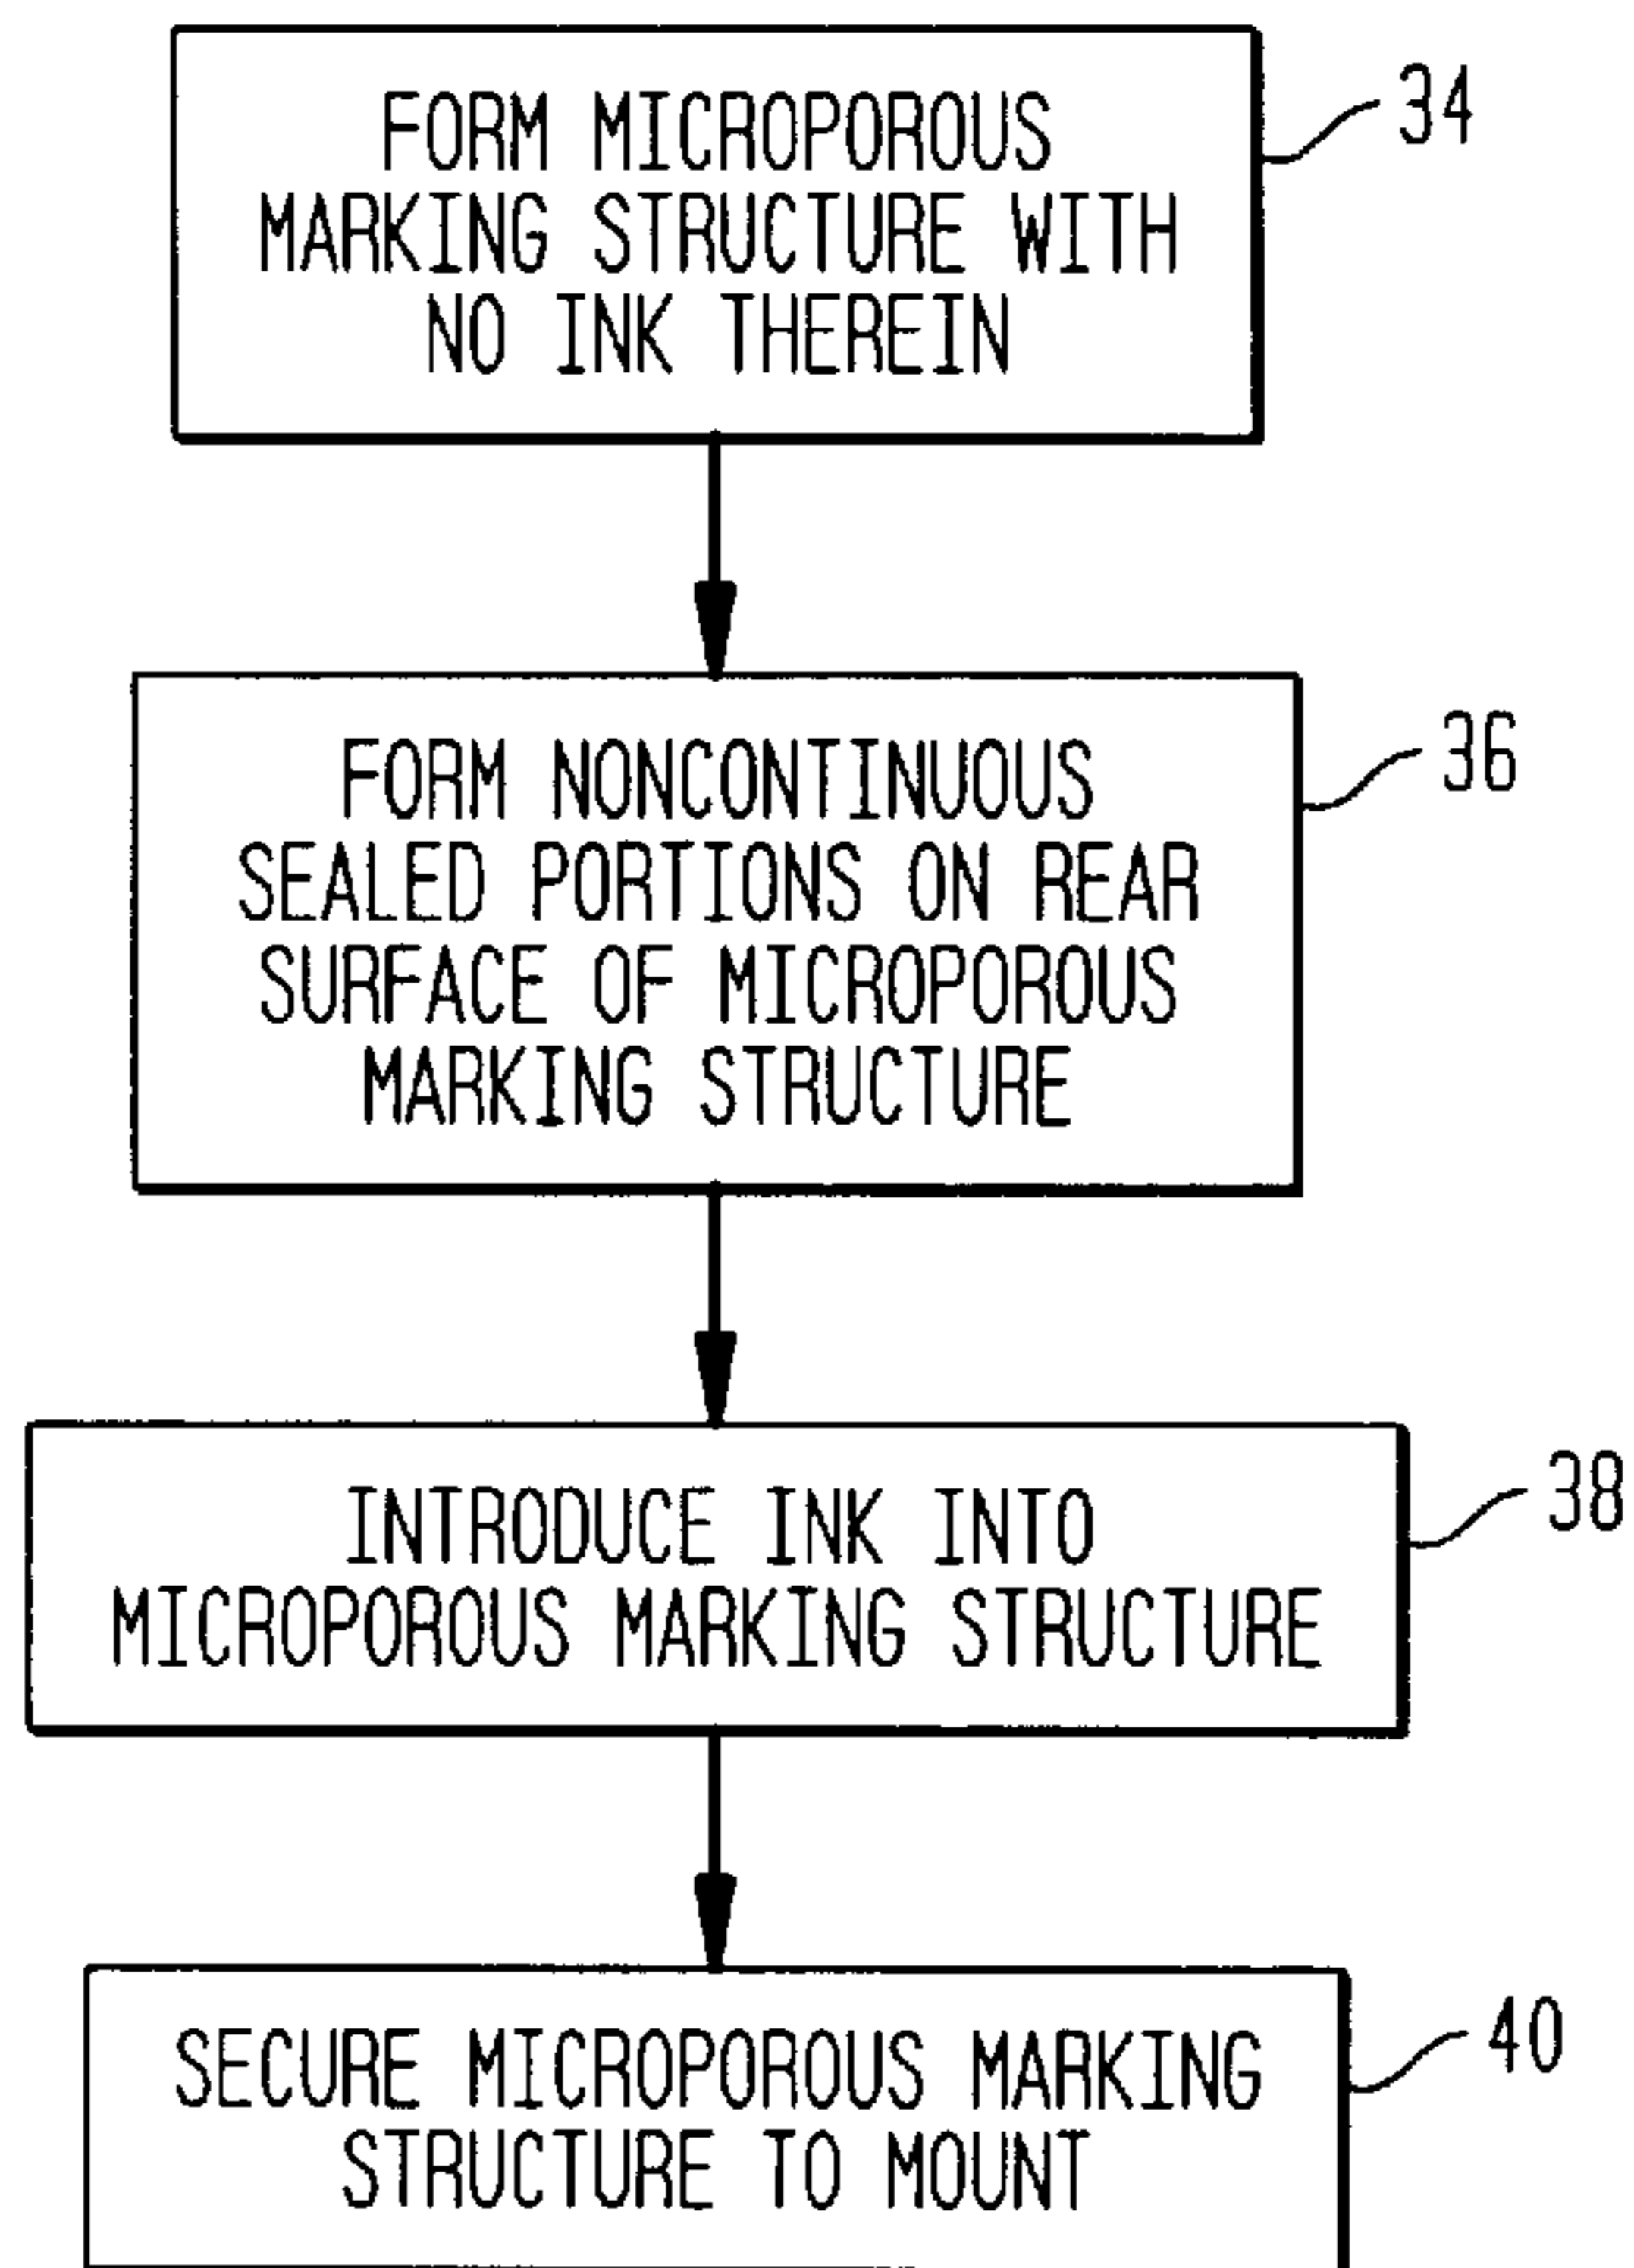 FORM MICROPOROUS
MARKING STRUCTURE WITH
NO INK THEREIN
34
FORM NONCONTINUOUS
SEALED PORTIONS ON REAR
SURFACE OF MICROPOROUS
MARKING STRUCTURE
36
INTRODUCE INK INTO
MICROPOROUS MARKING STRUCTURE
38
SECURE MICROPOROUS MARKING
STRUCTURE TO MOUNT
40